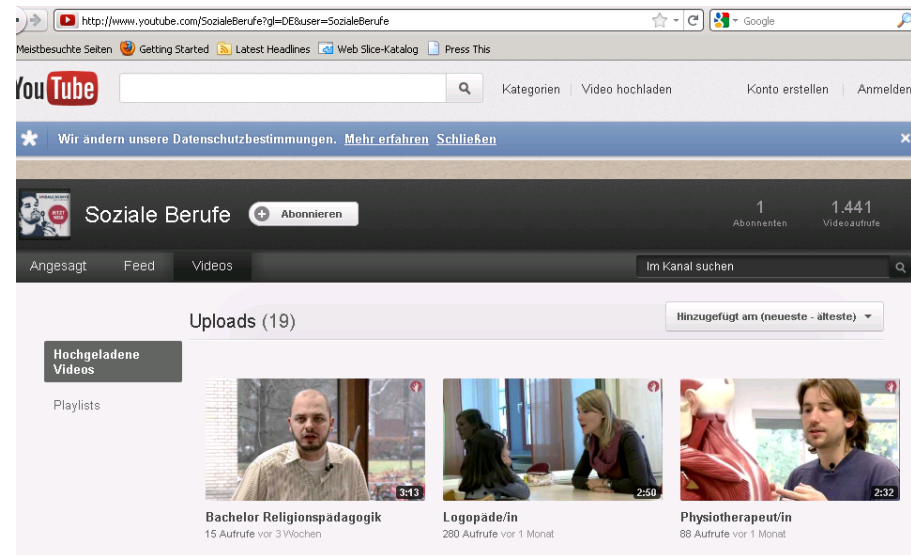 http://www.youtube.com/SozialeBerufe?gl=DE&user=SozialeBerufe
Google
Meistbesuchte Seiten Getting Started Latest Headlines Web Slice-Katalog Press This
You Tube
Kategorien Video hochladen Konto erstellen Anmelden
Wir ändern unsere Datenschutzbestimmungen. Mehr erfahren Schließen
JETZT
Soziale Berufe Abonnieren
1 1.441
Abonnenten Videoaufrufe
Angesagt Feed Videos Im Kanal suchen
Uploads (19) Hinzugefügt am (neueste - älteste)
Hochgeladene
Videos
Playlists
3:13 2:50 2:32
Bachelor Religionspädagogik Logopäde/in Physiotherapeut/in
15 Aufrufe vor 3 Wochen 280 Aufrufe vor 1 Monat 88 Aufrufe vor 1 Monat